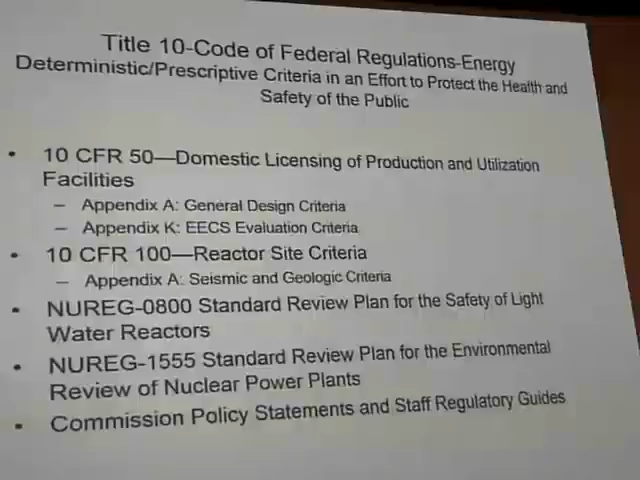 Title 10-Code of Federal Regulations-Energy
Deterministic/Prescriptive Criteria in an Effort to Protect the Health and
Safety of the Public
• 10 CFR 50—Domestic Licensing of Production and Utilization
Facilities
– Appendix A: General Design Criteria
– Appendix K: EECS Evaluation Criteria
• 10 CFR 100—Reactor Site Criteria
– Appendix A: Seismic and Geologic Criteria
• NUREG-0800 Standard Review Plan for the Safety of Light
Water Reactors
• NUREG-1555 Standard Review Plan for the Environmental
Review of Nuclear Power Plants
• Commission Policy Statements and Staff Regulatory Guides